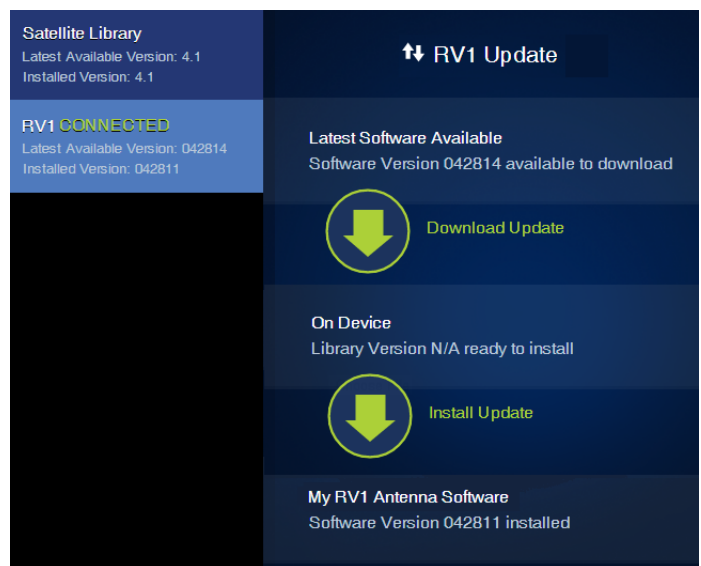 Satellite Library
Latest Available Version: 4.1
Installed Version: 4.1
RV1 CONNECTED
Latest Available Version: 042814
Installed Version: 042811
RV1 Update
Latest Software Available
Software Version 042814 available to download
Download Update
On Device
Library Version N/A ready to install
Install Update
My RV1 Antenna Software
Software Version 042811 installed